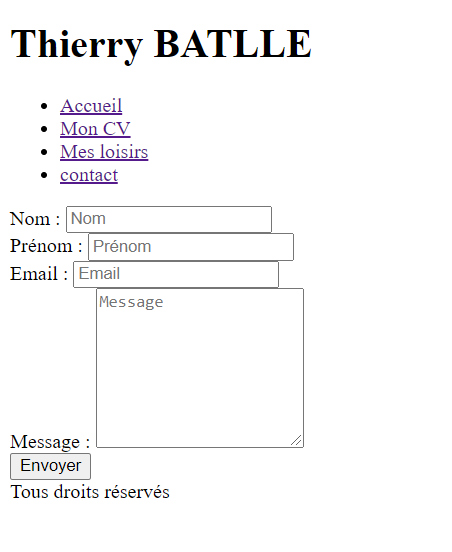 Thierry BATLLE
Accueil
Mon CV
Mes loisirs
contact
Nom : Nom
Prénom : Prénom
Email : Email
Message
Message :
Envoyer
Tous droits réservés